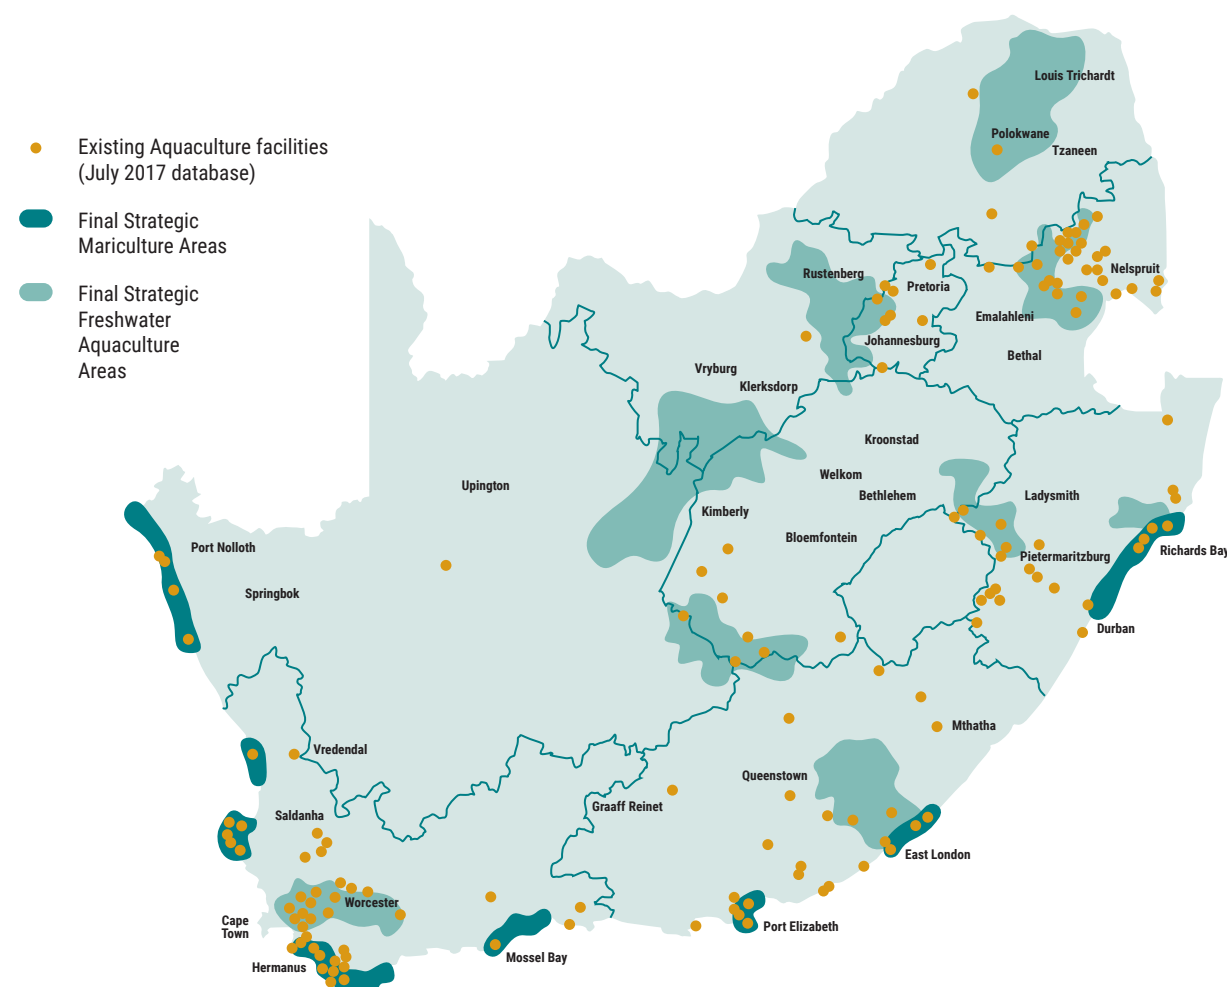 Existing Aquaculture facilities
(July 2017 database)
Final Strategic
Mariculture Areas
Final Strategic
Freshwater
Aquaculture
Areas
Louis Trichardt
Polokwane
Tzaneen
Rustenberg
Pretoria
Nelspruit
Emalahleni
Johannesburg
Bethal
Vryburg
Klerksdorp
Kroonstad
Welkom
Upington
Bethlehem
Ladysmith
Kimberly
Bloemfontein
Port Nolloth
Pietermaritzburg
Richards Bay
Springbok
Durban
Mthatha
Vredendal
Queenstown
Graaff Reinet
Saldanha
East London
Worcester
Cape
Town
Port Elizabeth
Mossel Bay
Hermanus